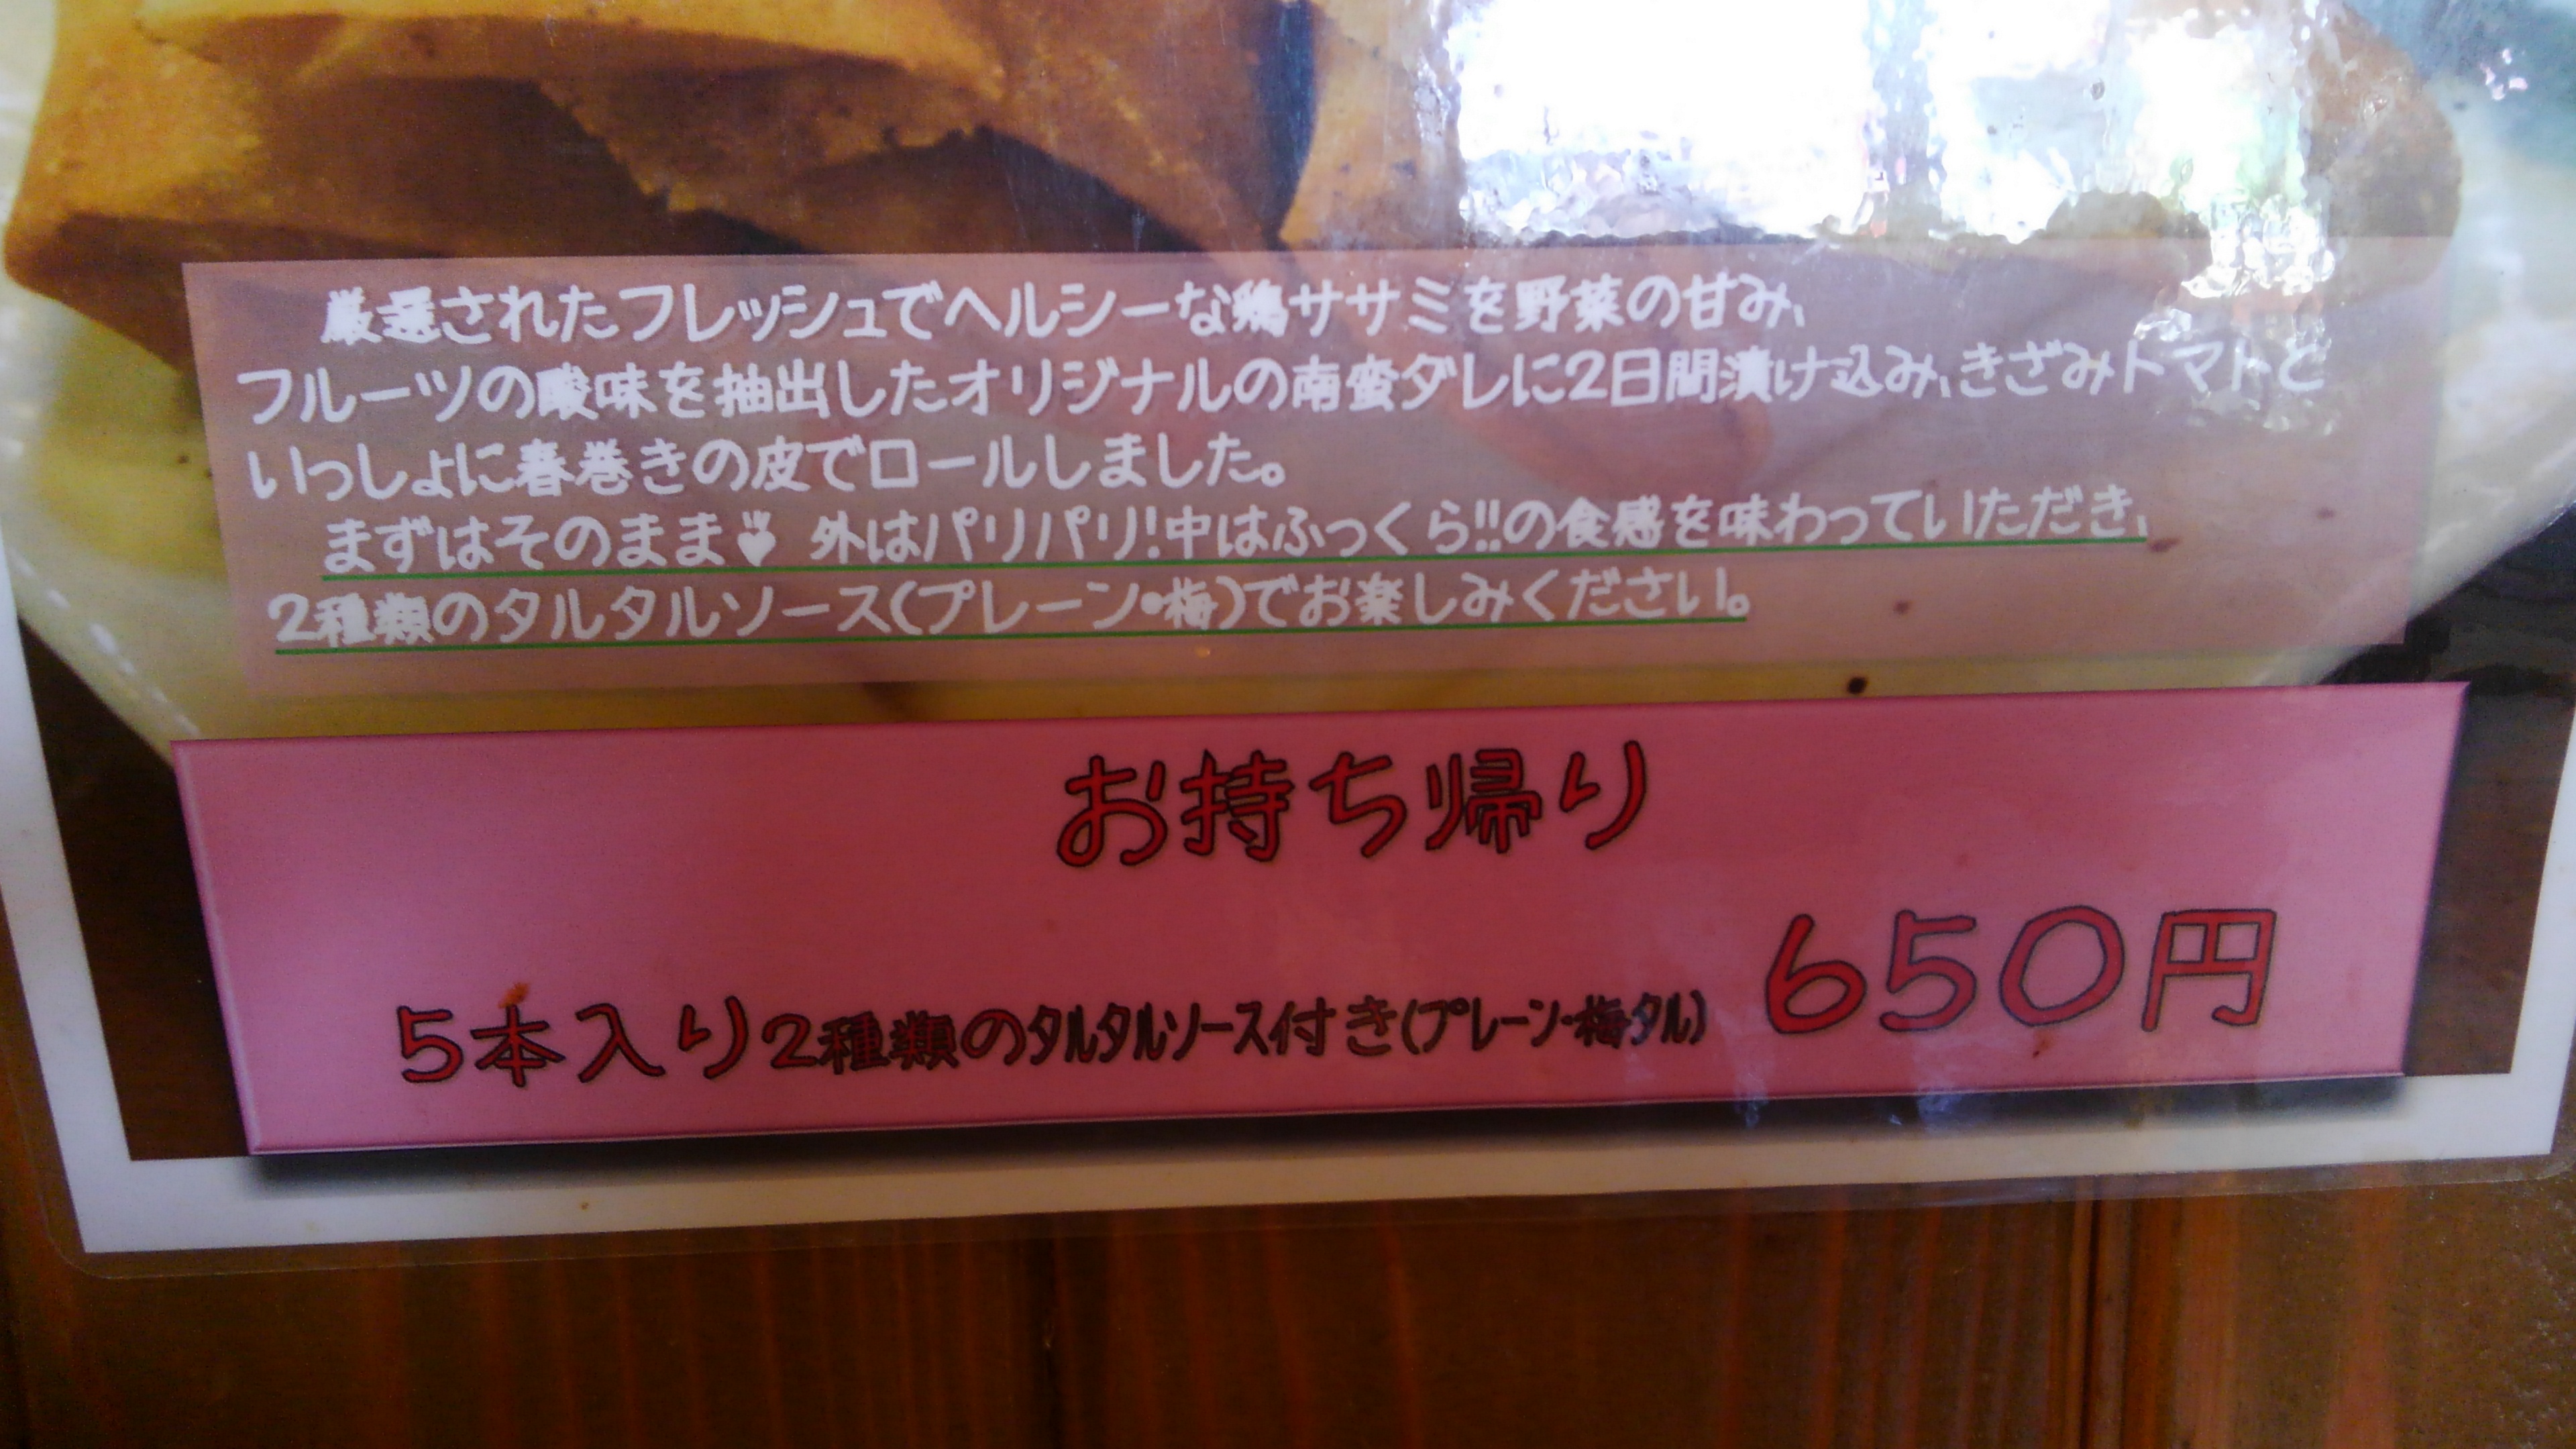 厳選されたフレッシュでヘルシーな鶏ササミを野菜の甘み、
フルーツの酸味を抽出したオリジナルの南蛮ダレに2日間漬け込み、きざみトマトと
いっしょに春巻きの皮でロールしました。
まずはそのまま♥ 外はパリパリ!中はふっくら!!の食感を味わっていただき、
2種類のタルタルソース(プレーン・梅)でお楽しみください。
お持ち帰り
5本入り2種類のタルタルソース付き(プレーン・梅タル) 650円